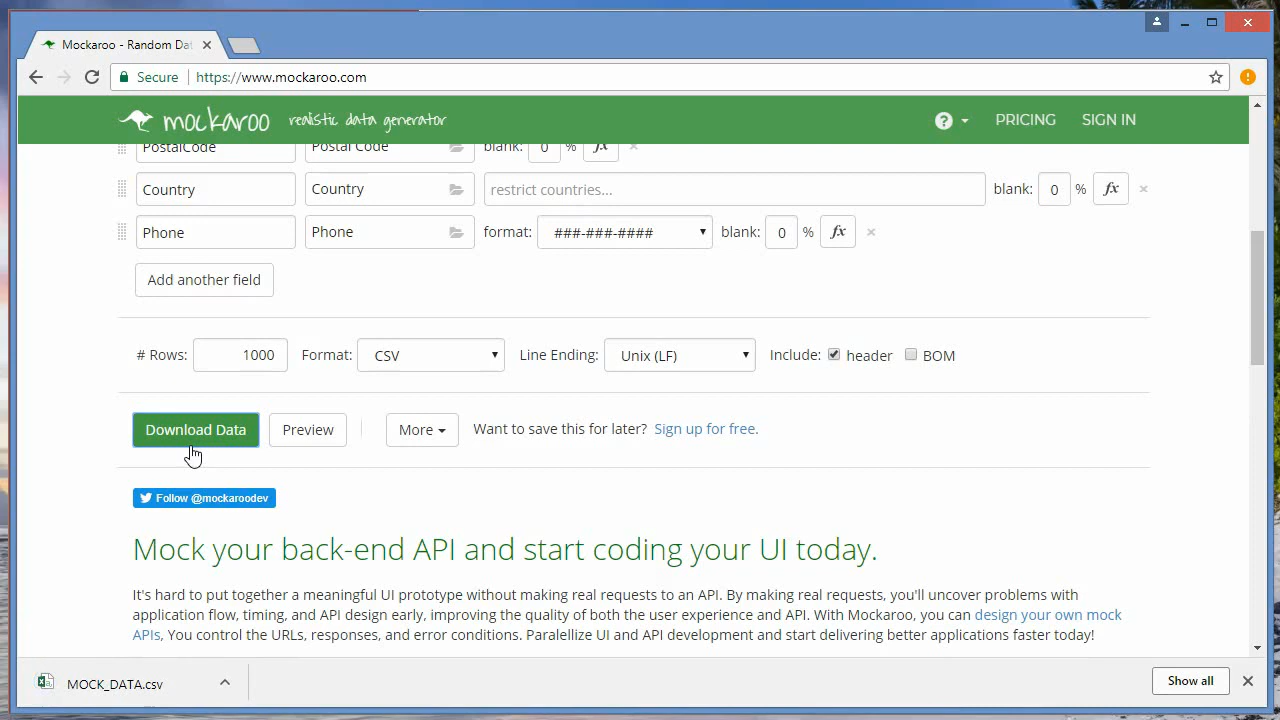 Mockaroo - Random Dat
Secure https://www.mockaroo.com
mockaroo realistic data generator ? PRICING SIGN IN
PostalCode Postal Code blank: 0 % fx ×
Country Country restrict countries... blank: 0 % fx ×
Phone Phone format: ###-###-#### blank: 0 % fx ×
Add another field
# Rows: 1000 Format: CSV Line Ending: Unix (LF) Include: header BOM
Download Data Preview More Want to save this for later? Sign up for free.
Follow @mockaroodev
Mock your back-end API and start coding your UI today.
It's hard to put together a meaningful UI prototype without making real requests to an API. By making real requests, you'll uncover problems with
application flow, timing, and API design early, improving the quality of both the user experience and API. With Mockaroo, you can design your own mock
APIs, You control the URLs, responses, and error conditions. Paralellize UI and API development and start delivering better applications faster today!
MOCK_DATA.csv Show all